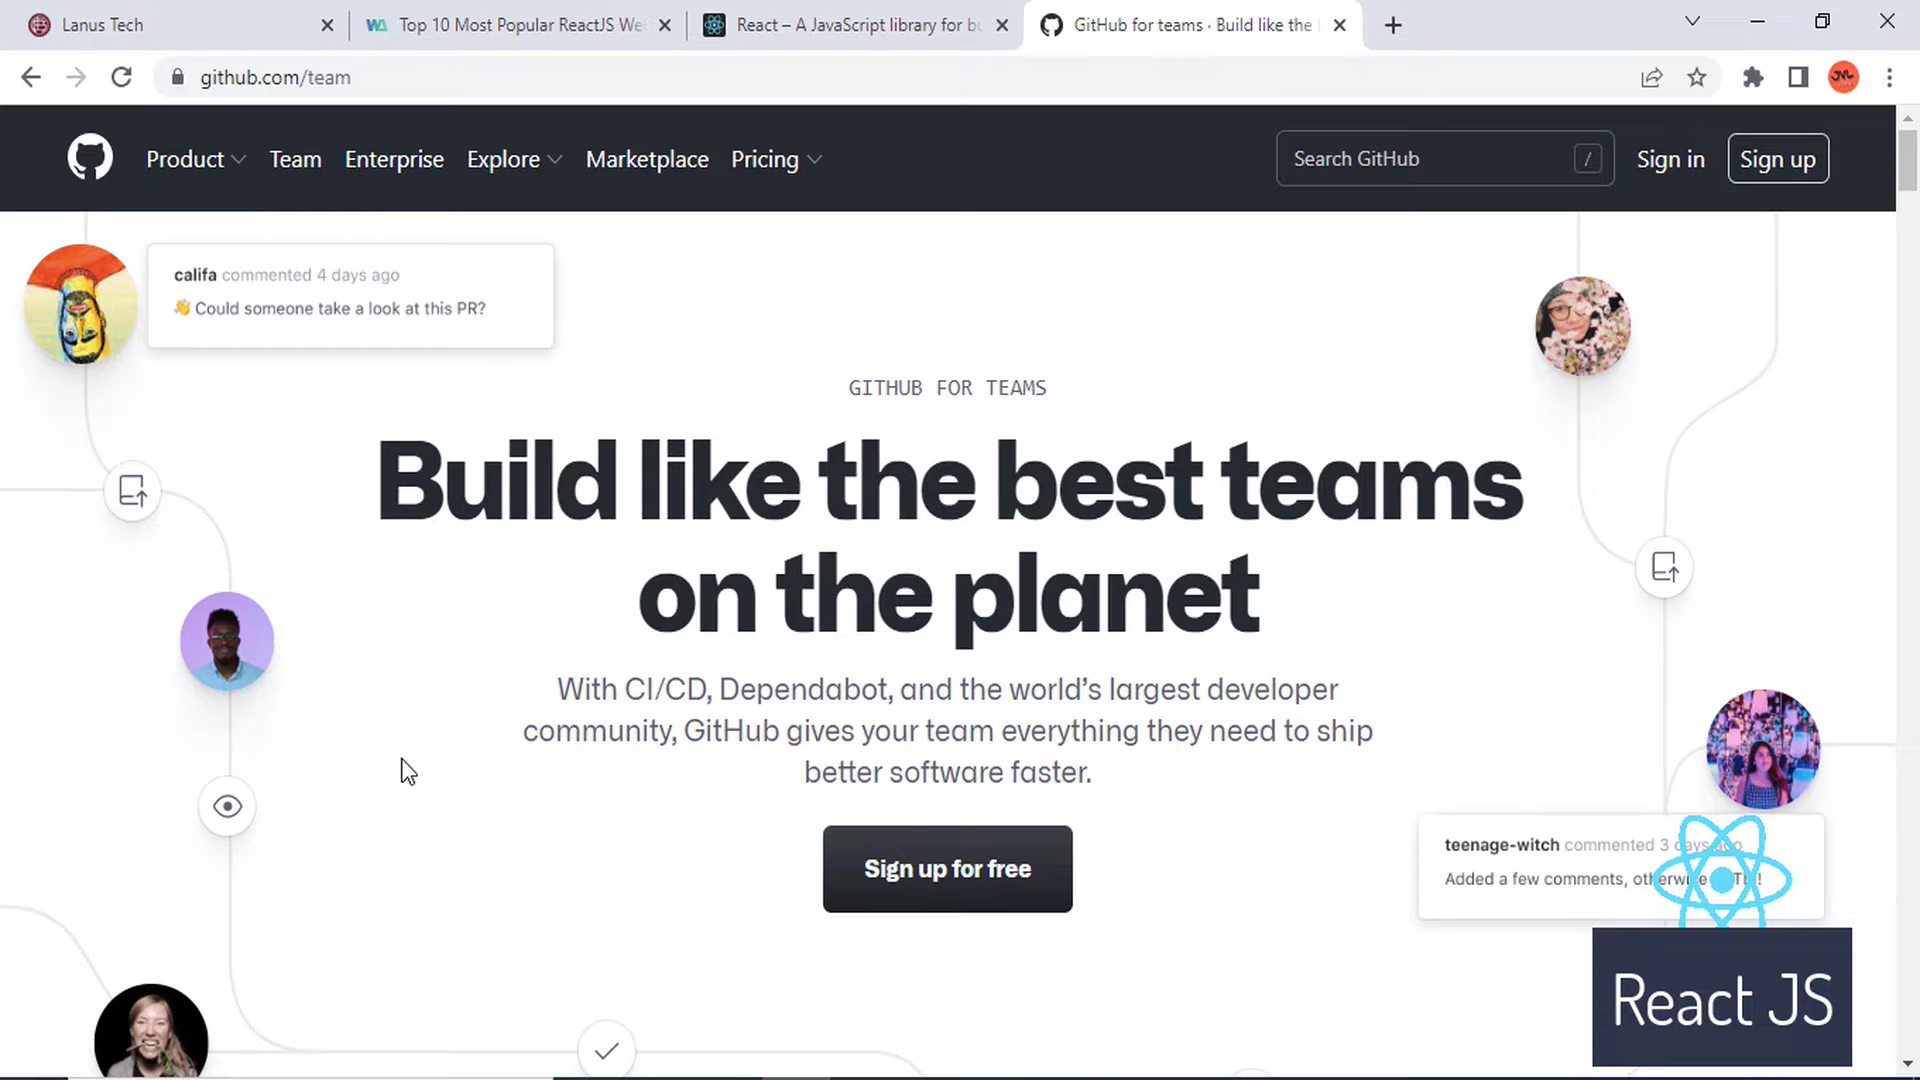 Lanus Tech
Top 10 Most Popular ReactJS We
React – A JavaScript library for bu
GitHub for teams · Build like the
github.com/team
Product
Team
Enterprise
Explore
Marketplace
Pricing
Search GitHub
/
Sign in
Sign up
califa commented 4 days ago
👋 Could someone take a look at this PR?
GITHUB FOR TEAMS
Build like the best teams
on the planet
With CI/CD, Dependabot, and the world's largest developer
community, GitHub gives your team everything they need to ship
better software faster.
Sign up for free
teenage-witch commented 3 days ago
Added a few comments, otherwise
React JS